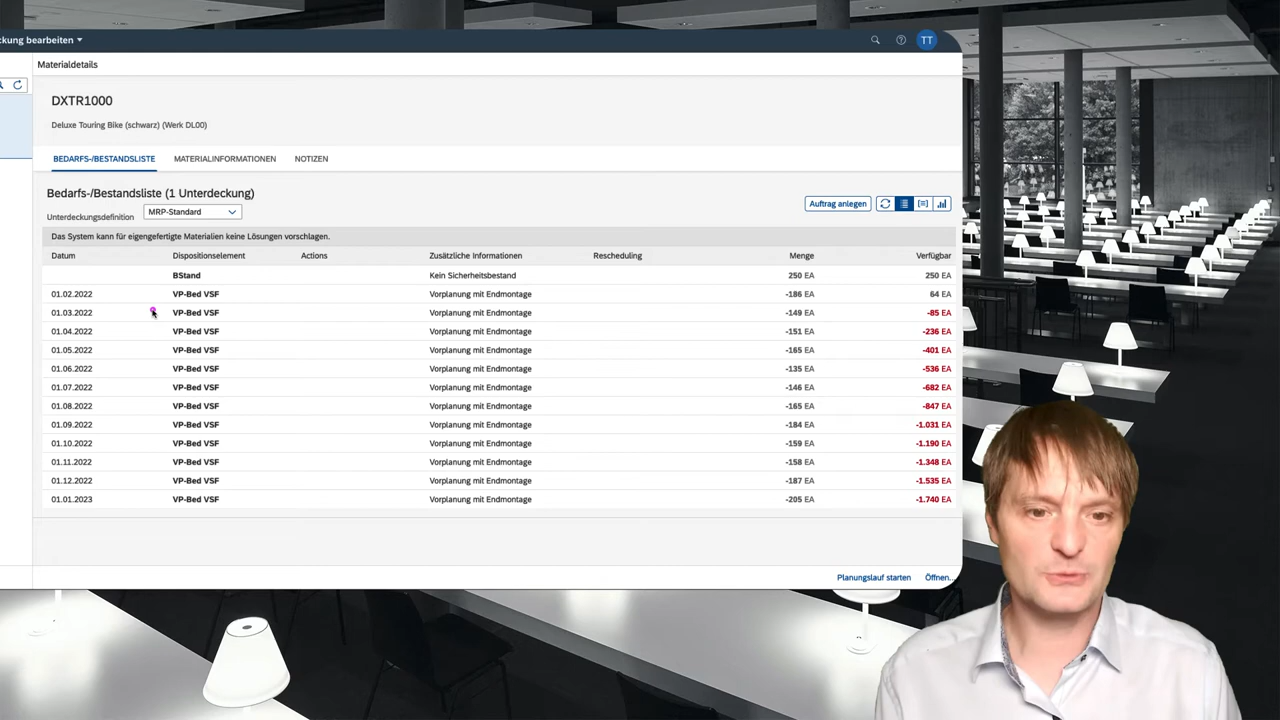 ckung bearbeiten
TT
Materialdetails
DXTR1000
Deluxe Touring Bike (schwarz) (Werk DL00)
BEDARFS-/BESTANDSLISTE MATERIALINFORMATIONEN NOTIZEN
Bedarfs-/Bestandsliste (1 Unterdeckung)
Unterdeckungsdefinition MRP-Standard Auftrag anlegen
Das System kann für eigengefertigte Materialien keine Lösungen vorschlagen.
Datum Dispositionselement Actions Zusätzliche Informationen Rescheduling Menge Verfügbar
BStand Kein Sicherheitsbestand 250 EA 250 EA
01.02.2022 VP-Bed VSF Vorplanung mit Endmontage -186 EA 64 EA
01.03.2022 VP-Bed VSF Vorplanung mit Endmontage -149 EA -85 EA
01.04.2022 VP-Bed VSF Vorplanung mit Endmontage -151 EA -236 EA
01.05.2022 VP-Bed VSF Vorplanung mit Endmontage -165 EA -401 EA
01.06.2022 VP-Bed VSF Vorplanung mit Endmontage -135 EA -536 EA
01.07.2022 VP-Bed VSF Vorplanung mit Endmontage -146 EA -682 EA
01.08.2022 VP-Bed VSF Vorplanung mit Endmontage -165 EA -847 EA
01.09.2022 VP-Bed VSF Vorplanung mit Endmontage -184 EA -1.031 EA
01.10.2022 VP-Bed VSF Vorplanung mit Endmontage -159 EA -1.190 EA
01.11.2022 VP-Bed VSF Vorplanung mit Endmontage -158 EA -1.348 EA
01.12.2022 VP-Bed VSF Vorplanung mit Endmontage -187 EA -1.535 EA
01.01.2023 VP-Bed VSF Vorplanung mit Endmontage -205 EA -1.740 EA
Planungslauf starten Öffnen...